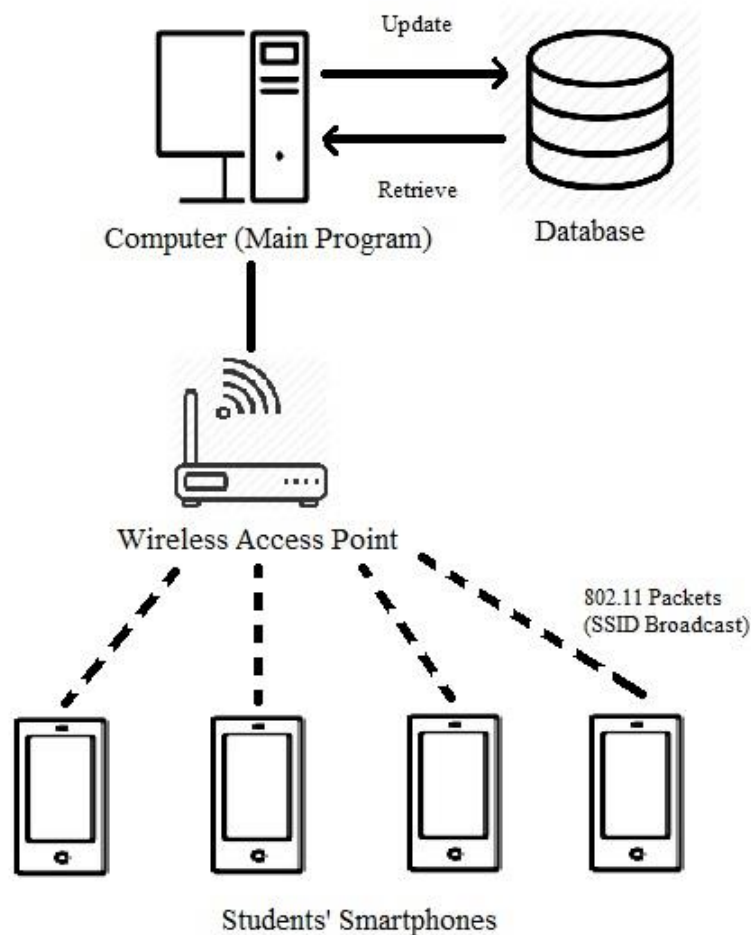 Update
Retrieve
Computer (Main Program)
Database
Wireless Access Point
802.11 Packets
(SSID Broadcast)
Students' Smartphones